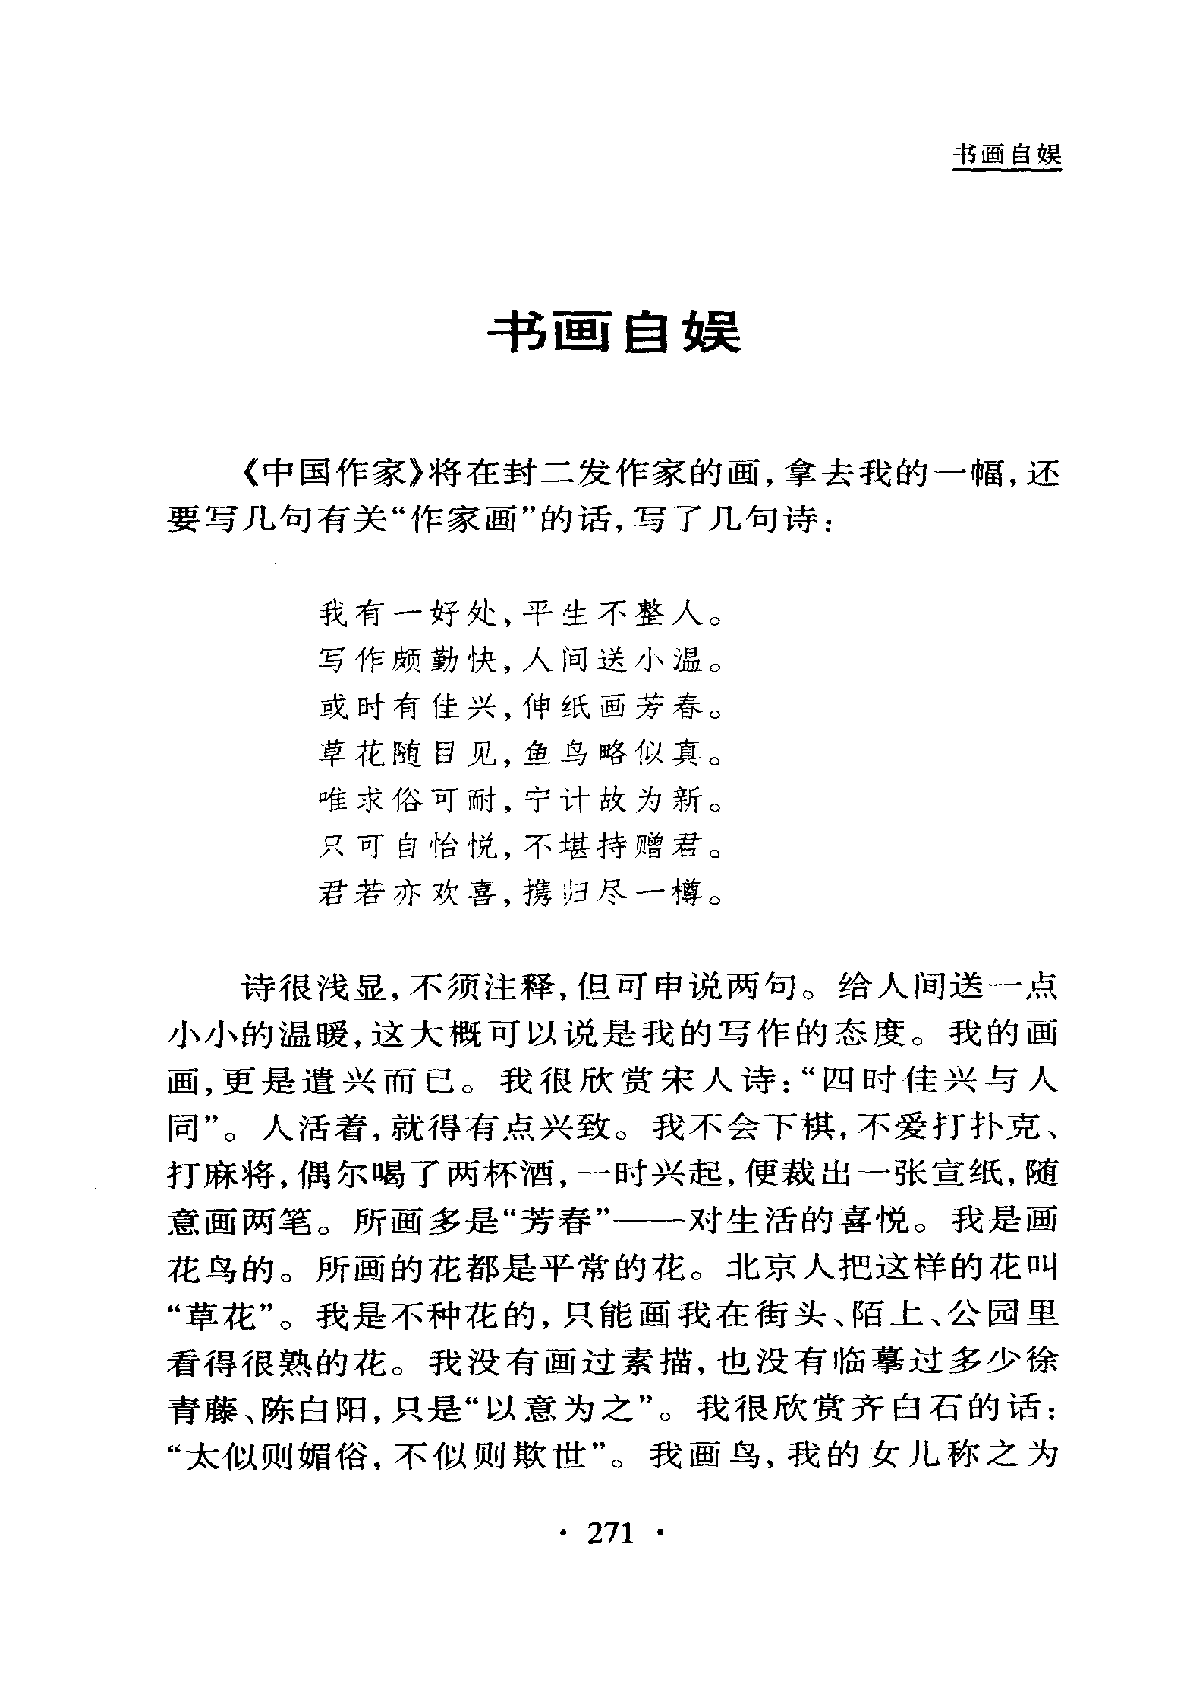 书画自娱
书画自娱
《中国作家》将在封二发作家的画，拿去我的一幅，还
要写几句有关“作家画”的话，写了几句诗：
我有一好处，平生不整人。
写作颇勤快，人间送小温。
或时有佳兴，伸纸画芳春。
草花随目见，鱼鸟略似真。
唯求俗可耐，宁计故为新。
只可自怡悦，不堪持赠君。
君若亦欢喜，携归尽一樽。
诗很浅显，不须注释，但可申说两句。给人间送一点
小小的温暖，这大概可以说是我的写作的态度。我的画
画，更是遣兴而已。我很欣赏宋人诗：“四时佳兴与人
同”。人活着，就得有点兴致。我不会下棋，不爱打扑克、
打麻将，偶尔喝了两杯酒，一时兴起，便裁出一张宣纸，随
意画两笔。所画多是“芳春”——对生活的喜悦。我是画
花鸟的。所画的花都是平常的花。北京人把这样的花叫
“草花”。我是不种花的，只能画我在街头、陌上、公园里
看得很熟的花。我没有画过素描，也没有临摹过多少徐
青藤、陈白阳，只是“以意为之”。我很欣赏齐白石的话：
“太似则媚俗，不似则欺世”。我画鸟，我的女儿称之为
· 271 ·